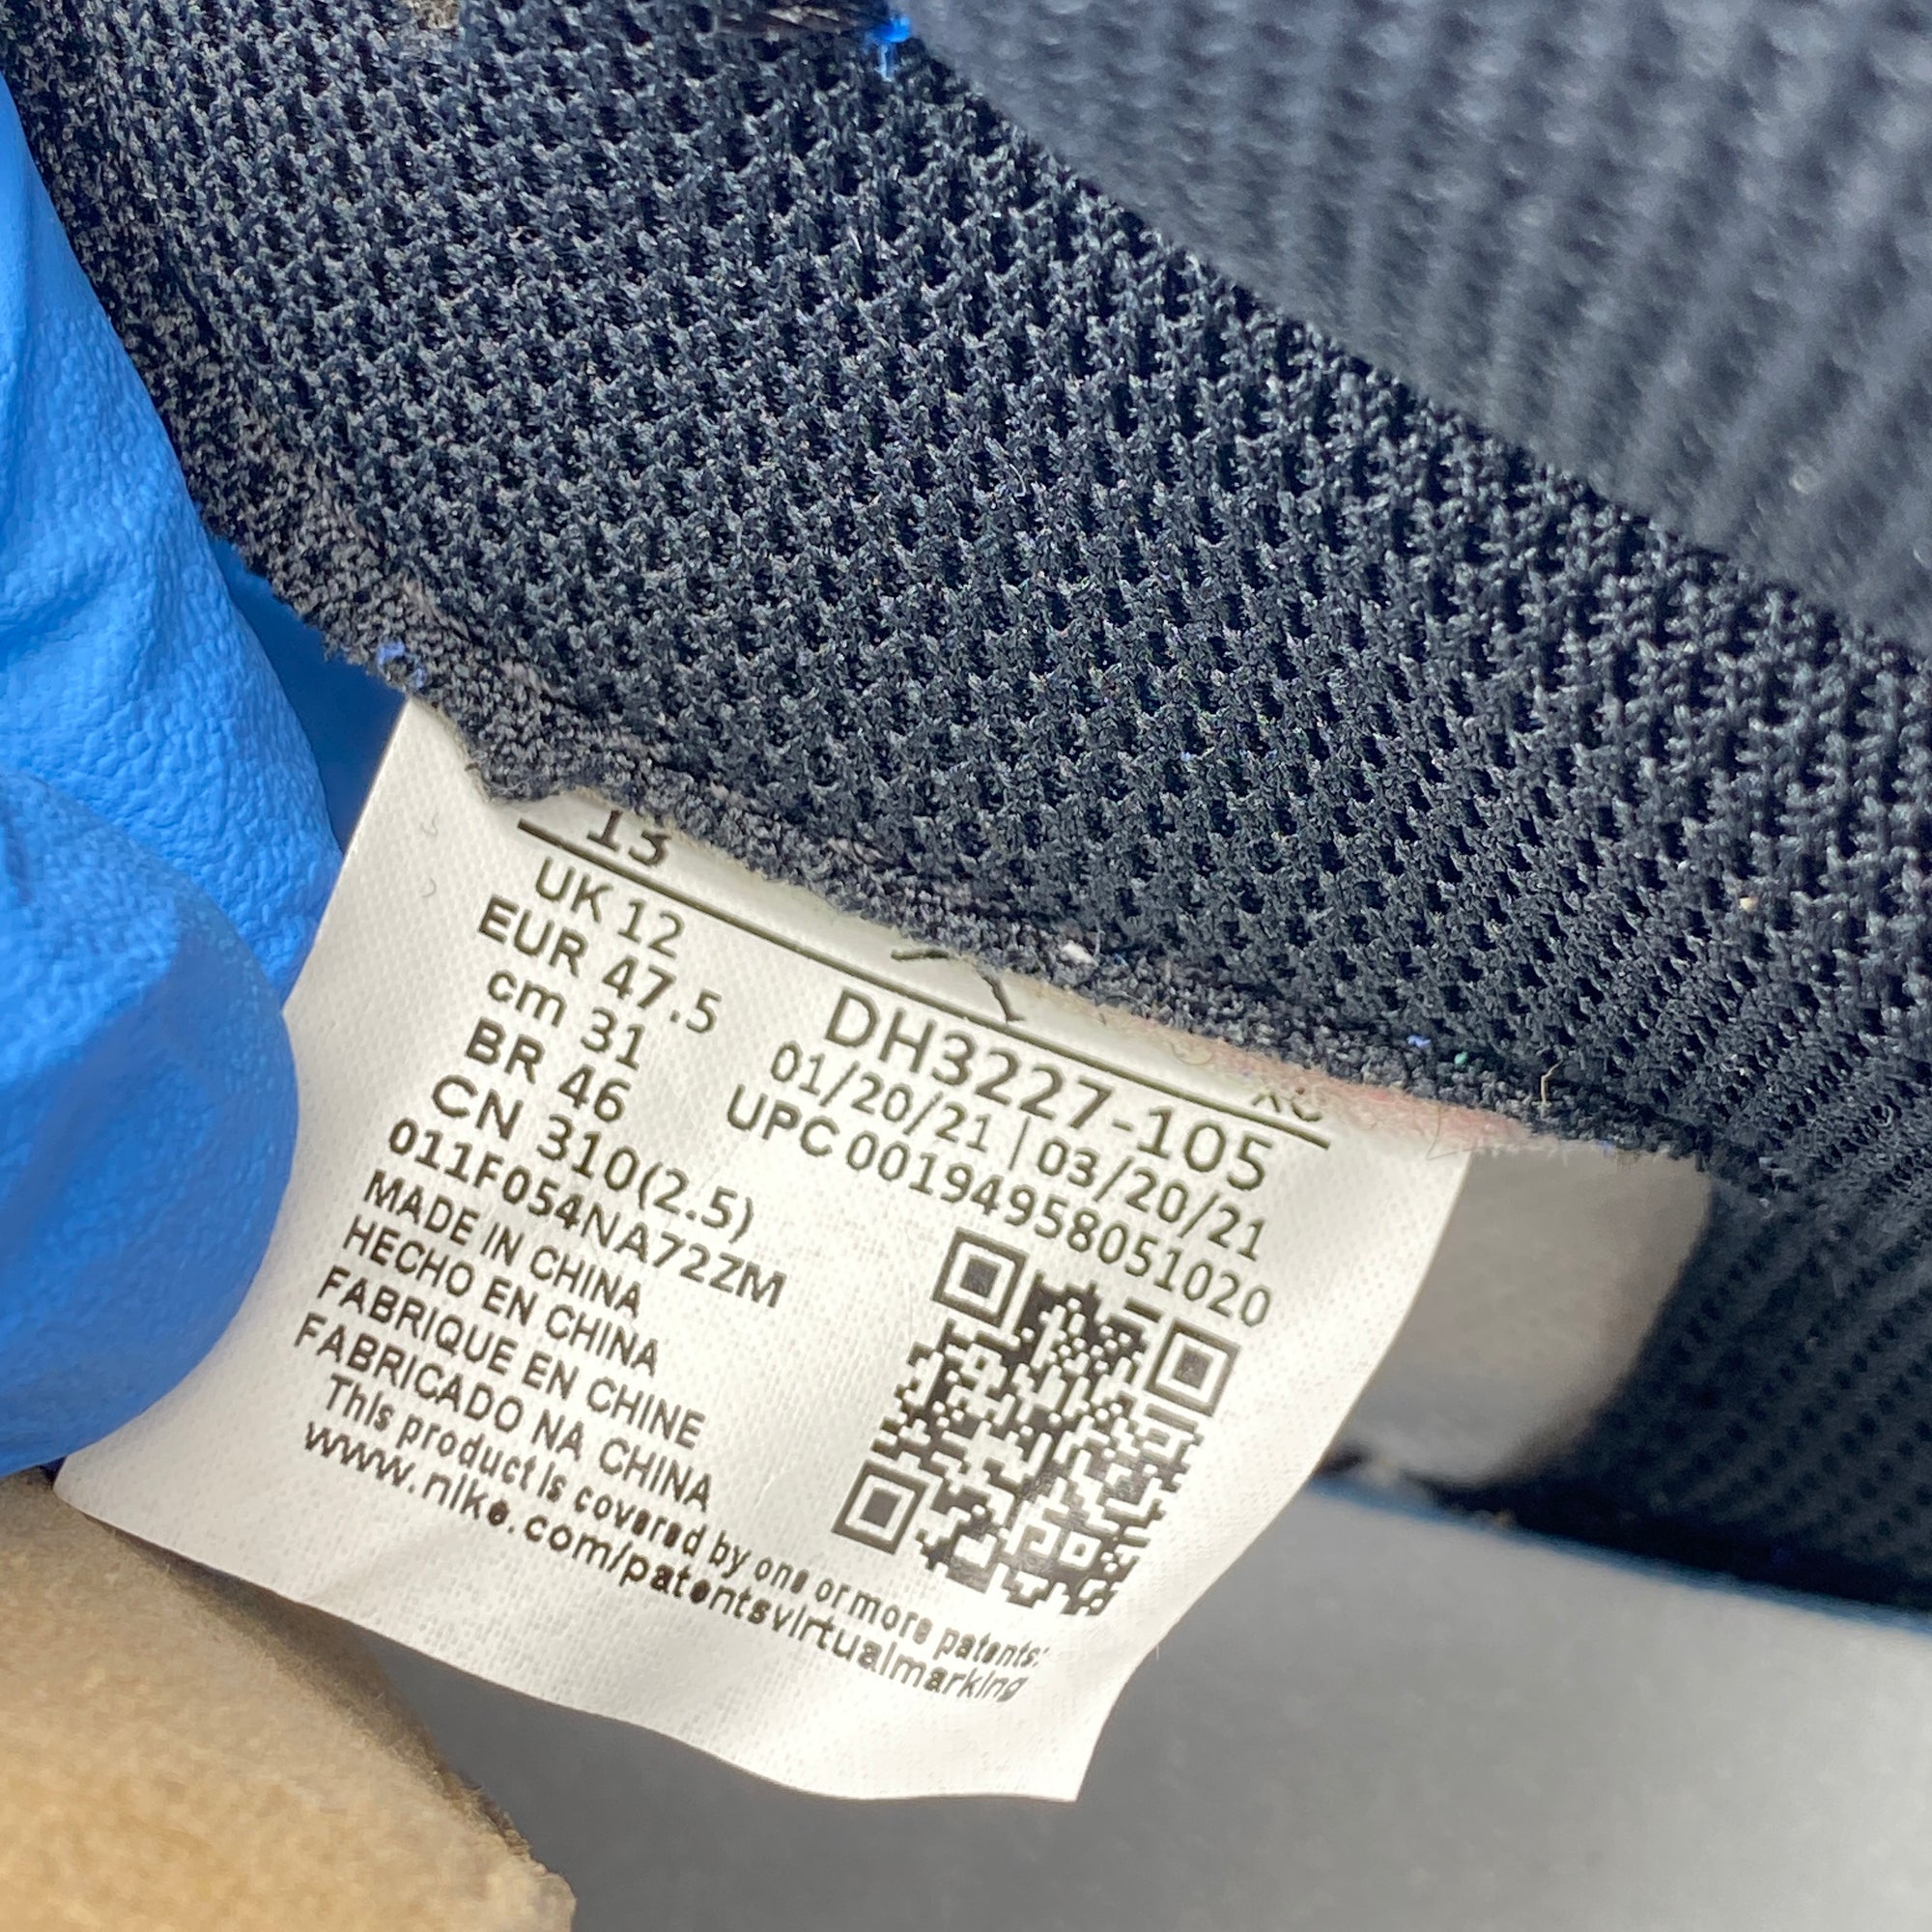 13
UK 12
EUR 47.5
cm 31
BR 46
CN 310(2.5)
011F054NA72ZM
MADE IN CHINA
HECHO EN CHINA
FABRIQUE EN CHINE
FABRICADO NA CHINA
This product is covered by one or more patents:
www.nike.com/patentsvirtualmarking
DH3227-105
01/20/21 | 03/20/21
UPC 00194958051020